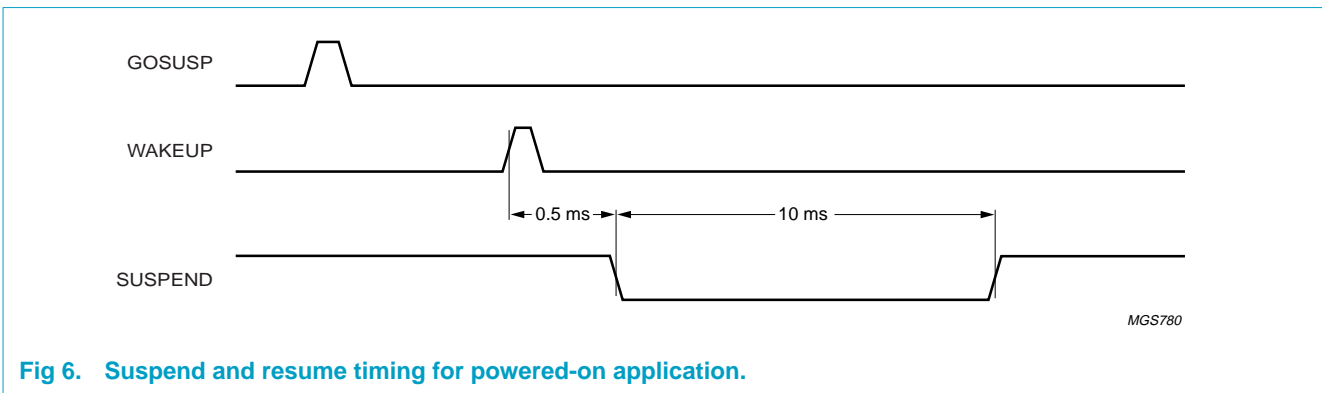 GOSUSP
WAKEUP
0.5 ms
10 ms
SUSPEND
MGS780
Fig 6. Suspend and resume timing for powered-on application.